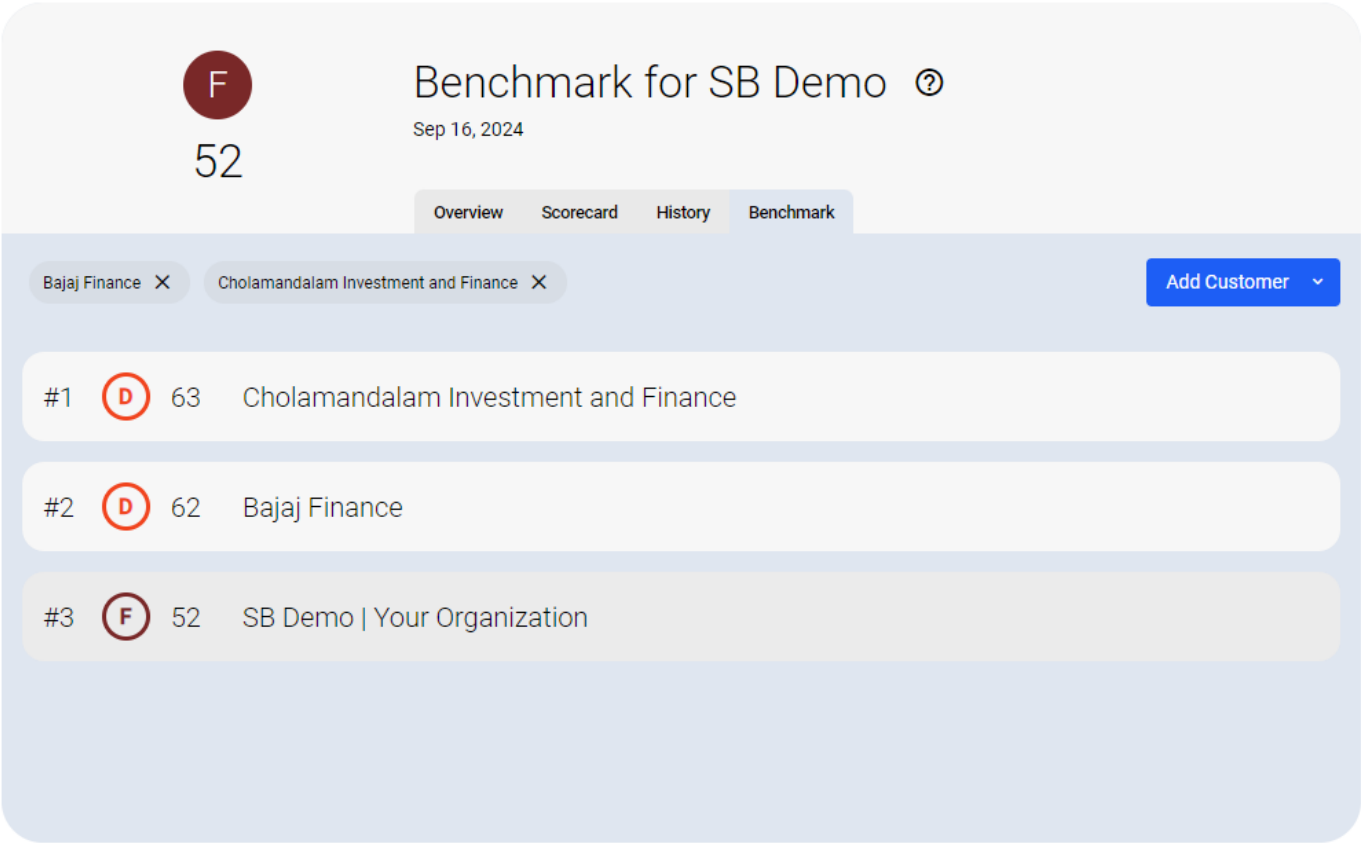 F
52
Benchmark for SB Demo
Sep 16, 2024
Overview Scorecard History Benchmark
Bajaj Finance Cholamandalam Investment and Finance Add Customer
#1 D 63 Cholamandalam Investment and Finance
#2 D 62 Bajaj Finance
#3 F 52 SB Demo | Your Organization